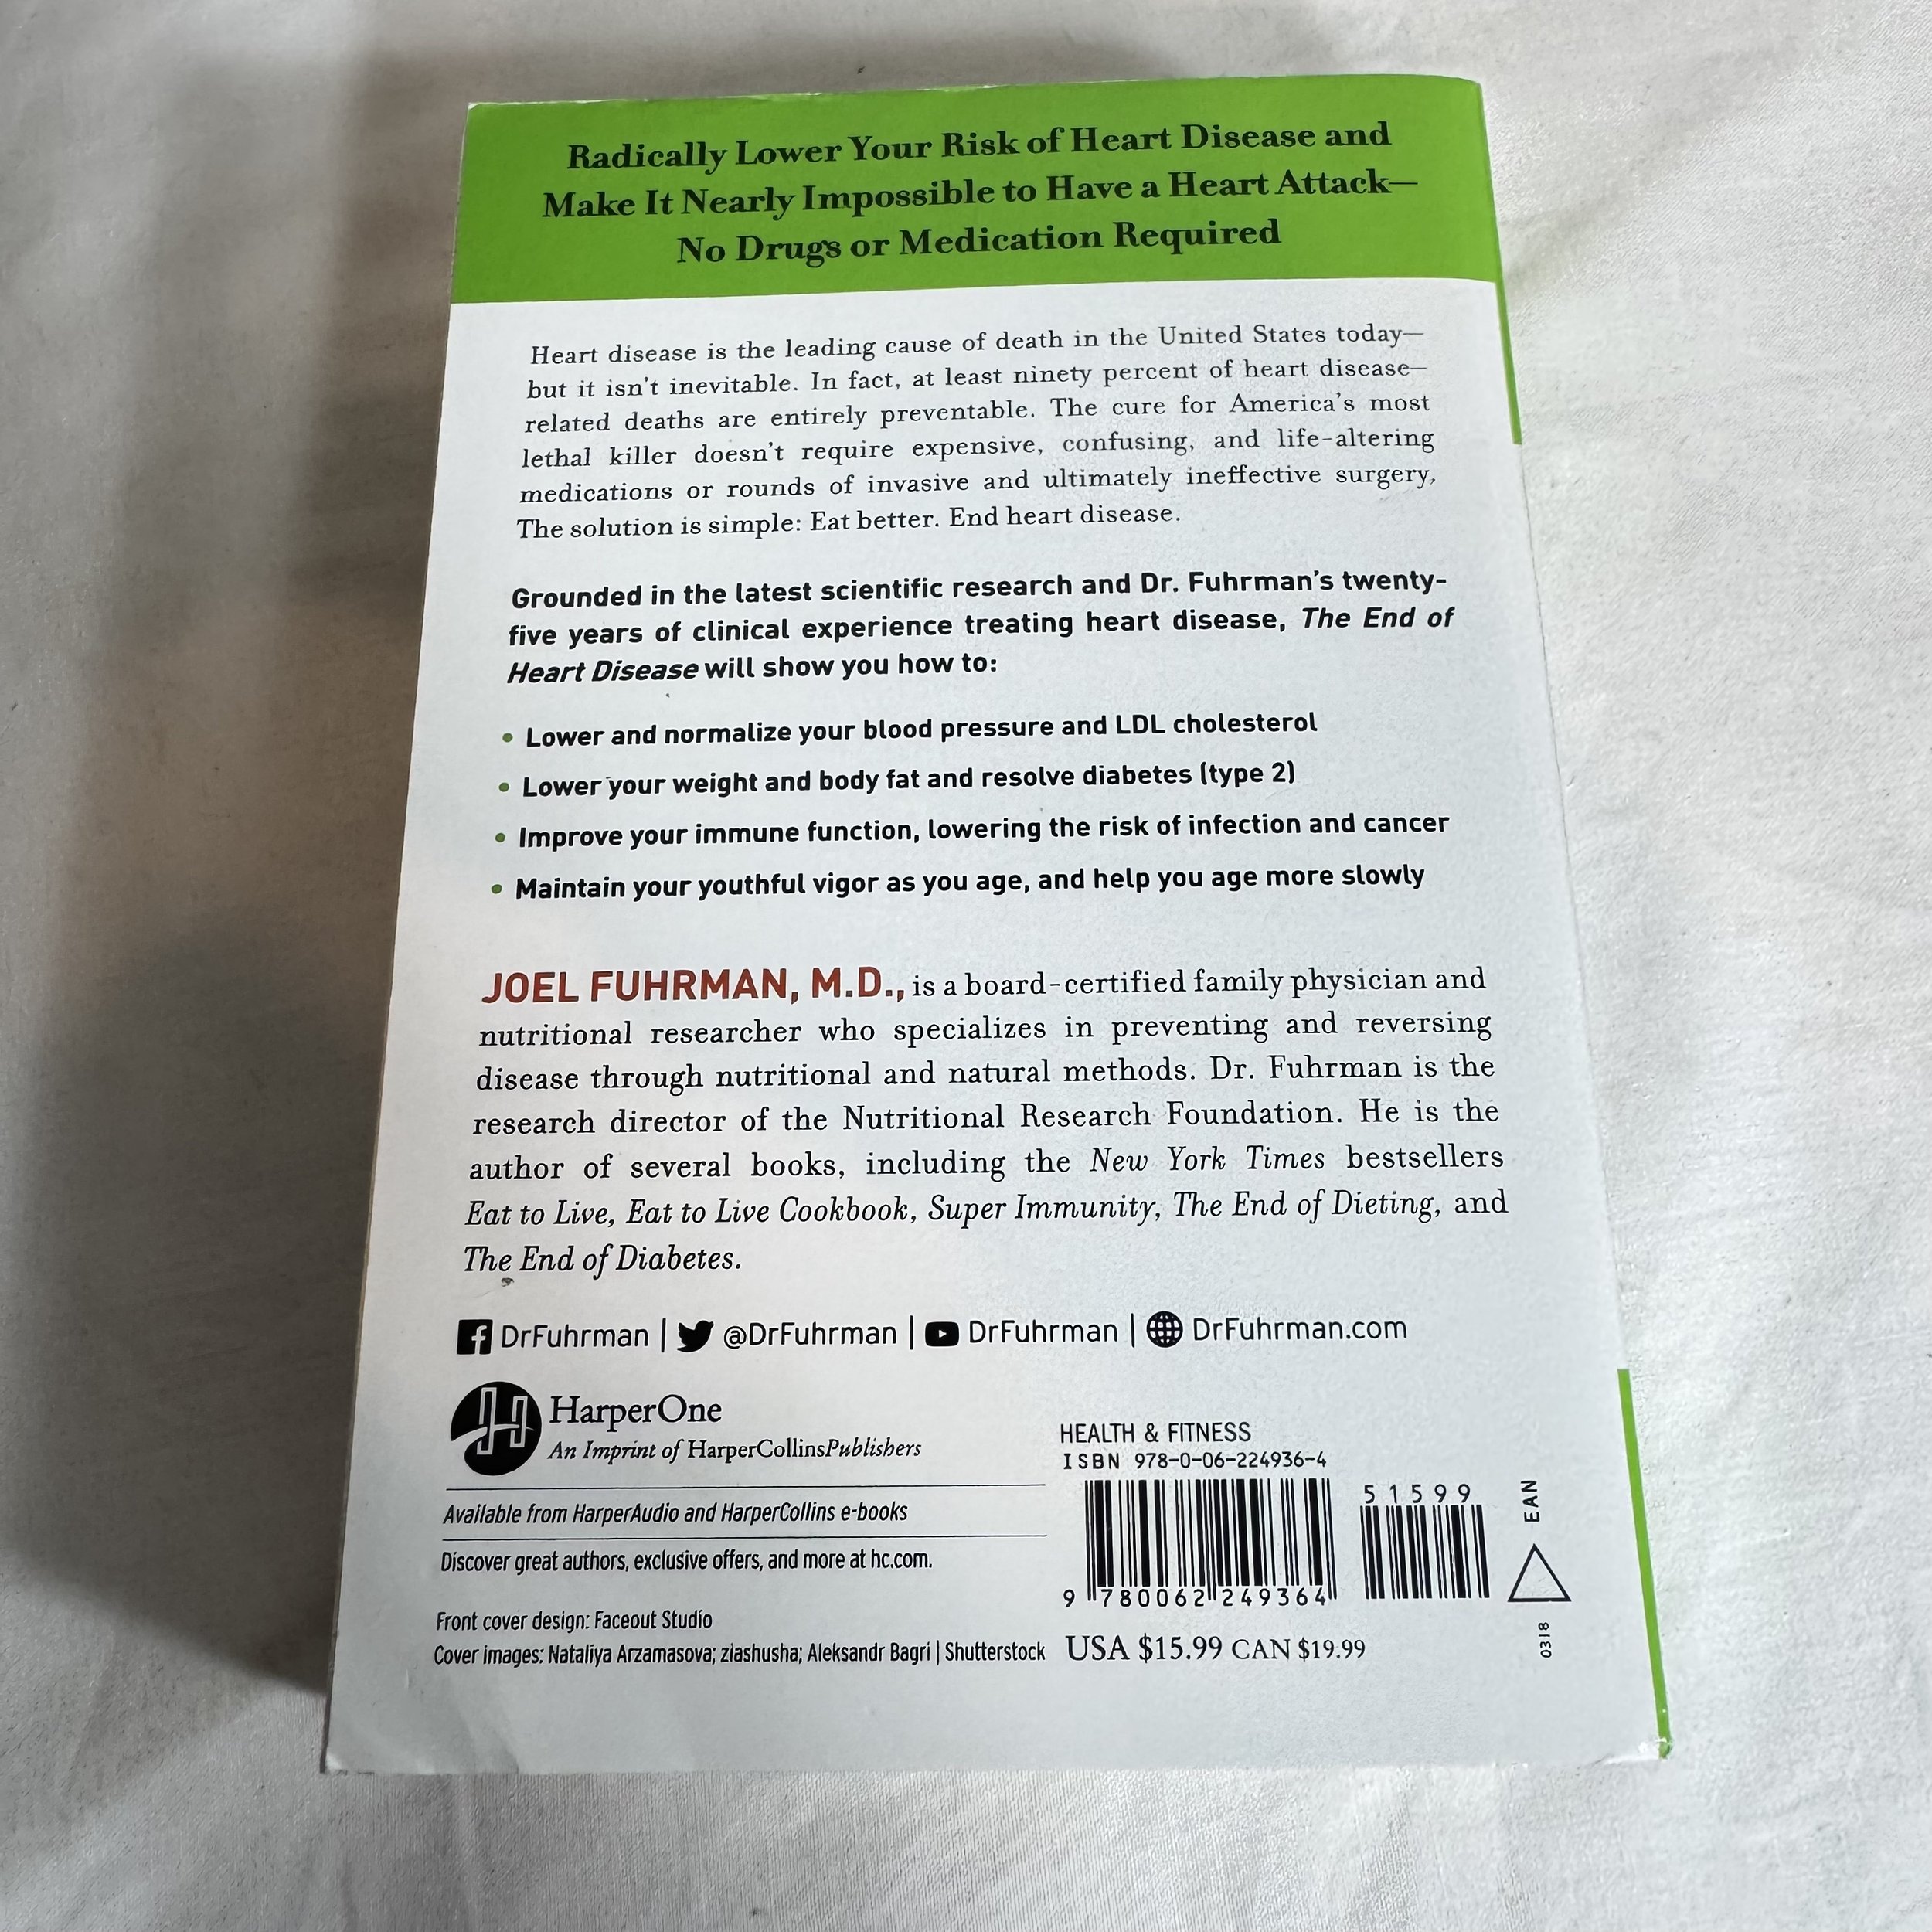 Radically Lower Your Risk of Heart Disease and
Make It Nearly Impossible to Have a Heart Attack—
No Drugs or Medication Required
Heart disease is the leading cause of death in the United States today—
but it isn't inevitable. In fact, at least ninety percent of heart disease–
related deaths are entirely preventable. The cure for America's most
lethal killer doesn't require expensive, confusing, and life-altering
medications or rounds of invasive and ultimately ineffective surgery.
The solution is simple: Eat better. End heart disease.
Grounded in the latest scientific research and Dr. Fuhrman's twenty-
five years of clinical experience treating heart disease, The End of
Heart Disease will show you how to:
• Lower and normalize your blood pressure and LDL cholesterol
• Lower your weight and body fat and resolve diabetes (type 2)
• Improve your immune function, lowering the risk of infection and cancer
• Maintain your youthful vigor as you age, and help you age more slowly
JOEL FUHRMAN, M.D., is a board-certified family physician and
nutritional researcher who specializes in preventing and reversing
disease through nutritional and natural methods. Dr. Fuhrman is the
research director of the Nutritional Research Foundation. He is the
author of several books, including the New York Times bestsellers
Eat to Live, Eat to Live Cookbook, Super Immunity, The End of Dieting, and
The End of Diabetes.
f DrFuhrman | @DrFuhrman | DrFuhrman | DrFuhrman.com
H HarperOne
An Imprint of HarperCollinsPublishers
Available from HarperAudio and HarperCollins e-books
Discover great authors, exclusive offers, and more at hc.com.
Front cover design: Faceout Studio
Cover images: Nataliya Arzamasova; ziashusha; Aleksandr Bagri | Shutterstock
HEALTH & FITNESS
ISBN 978-0-06-224936-4
51599
9 780062 249364
EAN
0318
USA $15.99 CAN $19.99